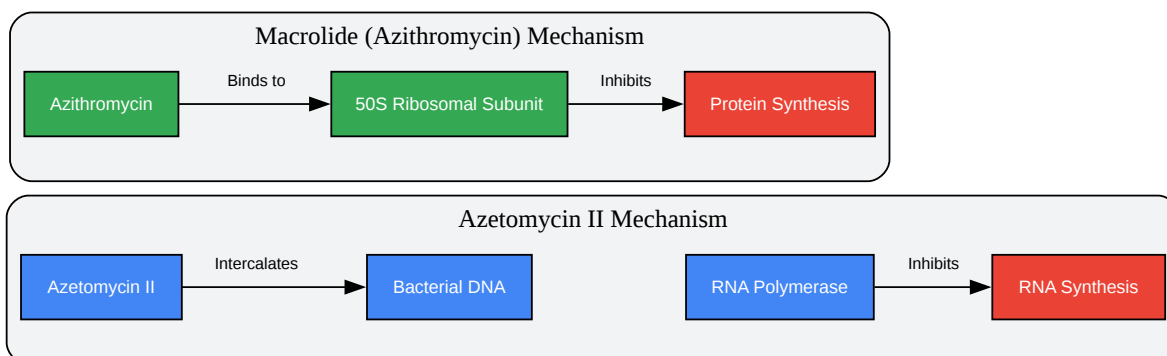 Macrolide (Azithromycin) Mechanism
Azithromycin
Binds to
50S Ribosomal Subunit
Inhibits
Protein Synthesis
Azetomycin II Mechanism
Azetomycin II
Intercalates
Bacterial DNA
RNA Polymerase
Inhibits
RNA Synthesis